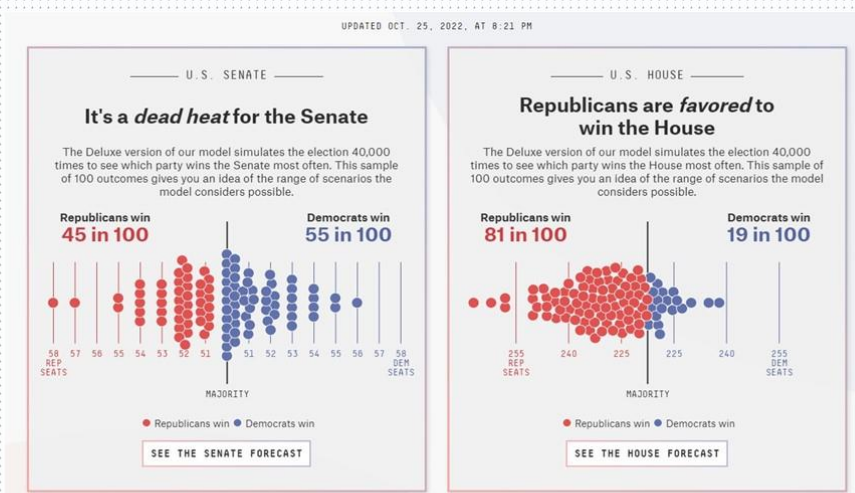 UPDATED OCT. 25, 2022, AT 8:21 PM
U.S. SENATE
It's a dead heat for the Senate
The Deluxe version of our model simulates the election 40,000
times to see which party wins the Senate most often. This sample
of 100 outcomes gives you an idea of the range of scenarios the
model considers possible.
Republicans win
45 in 100
Democrats win
55 in 100
58 57 56 55 54 53 52 51 51 52 53 54 55 56 57 58
REP
SEATS
DEM
SEATS
MAJORITY
Republicans win Democrats win
SEE THE SENATE FORECAST
U.S. HOUSE
Republicans are favored to
win the House
The Deluxe version of our model simulates the election 40,000
times to see which party wins the House most often. This sample of
100 outcomes gives you an idea of the range of scenarios the model
considers possible.
Republicans win
81 in 100
Democrats win
19 in 100
255 240 225 225 240 255
REP
SEATS
DEM
SEATS
MAJORITY
Republicans win Democrats win
SEE THE HOUSE FORECAST